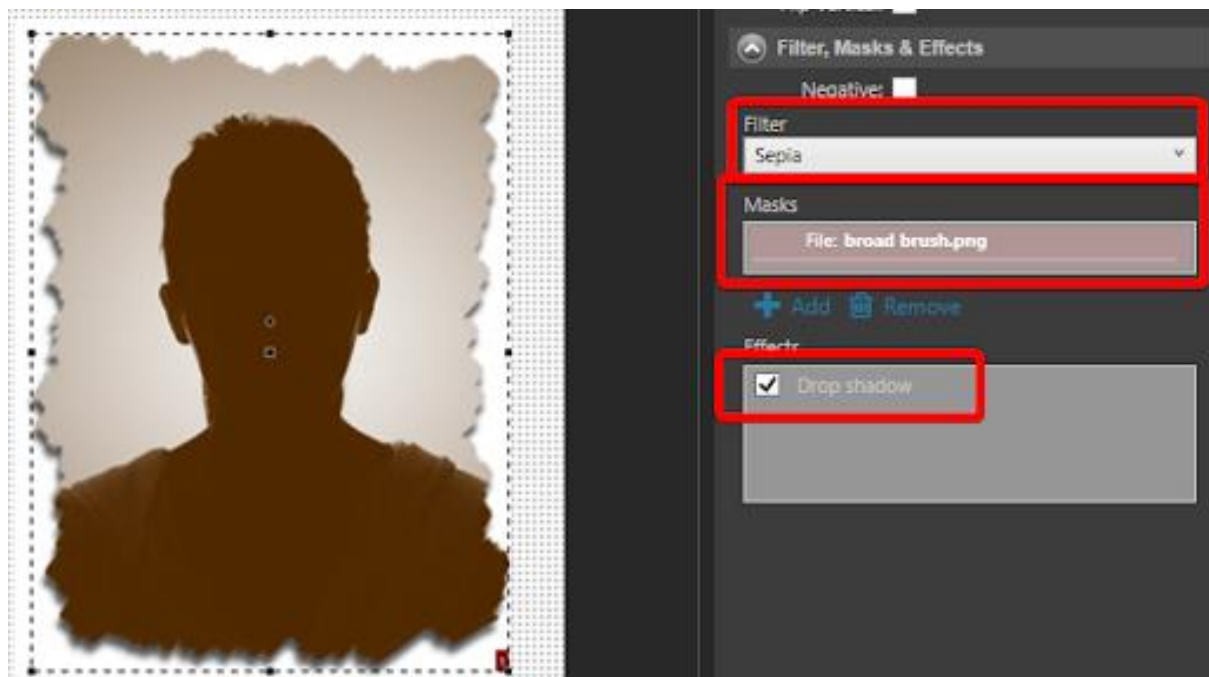 Filter, Masks & Effects
Negative:
Filter
Sepia
Masks
File: broad brush.png
Add Remove
Effects
Drop shadow